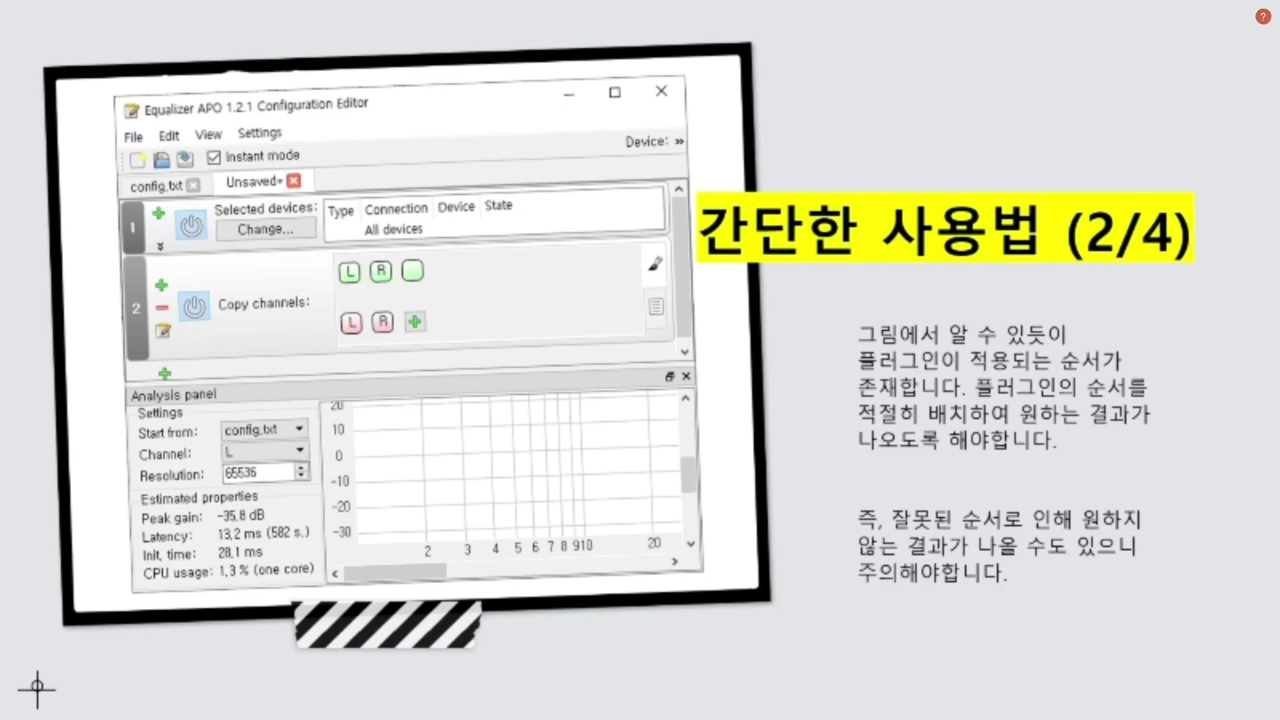 ?
Equalizer APO 1.2.1 Configuration Editor
File Edit View Settings
Instant mode
Device: »
config.txt
Unsaved*
1
Selected devices:
Change...
Type Connection Device State
All devices
2
Copy channels:
L R
L R
간단한 사용법 (2/4)
그림에서 알 수 있듯이
플러그인이 적용되는 순서가
존재합니다. 플러그인의 순서를
적절히 배치하여 원하는 결과가
나오도록 해야합니다.
즉, 잘못된 순서로 인해 원하지
않는 결과가 나올 수도 있으니
주의해야합니다.
Analysis panel
Settings
Start from: config.txt
Channel: L
Resolution: 65536
Estimated properties
Peak gain: -35,8 dB
Latency: 13,2 ms (582 s.)
Init. time: 28,1 ms
CPU usage: 1,3 % (one core)
20
10
0
-10
-20
-30
2 3 4 5 6 7 8 9 10 20